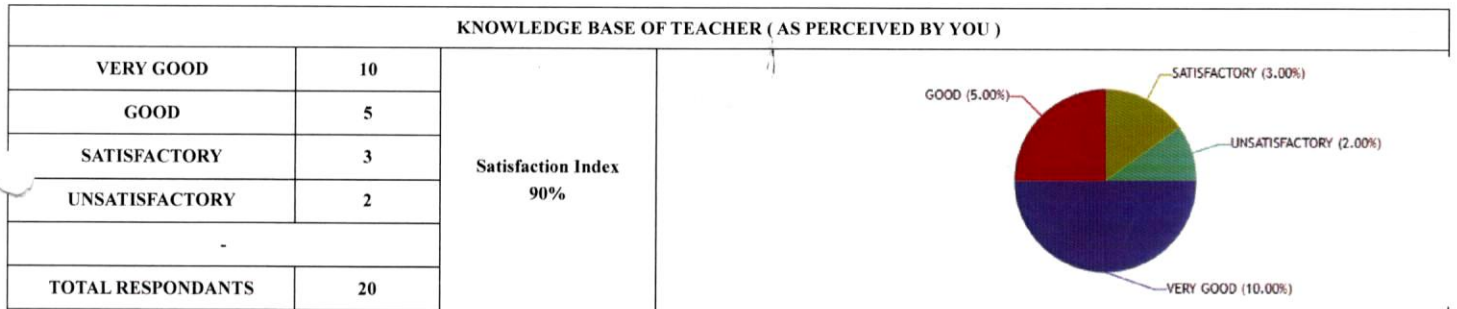 KNOWLEDGE BASE OF TEACHER ( AS PERCEIVED BY YOU )
VERY GOOD 10
GOOD 5
SATISFACTORY 3
UNSATISFACTORY 2
-
TOTAL RESPONDANTS 20
Satisfaction Index
90%
SATISFACTORY (3.00%)
GOOD (5.00%)
UNSATISFACTORY (2.00%)
VERY GOOD (10.00%)